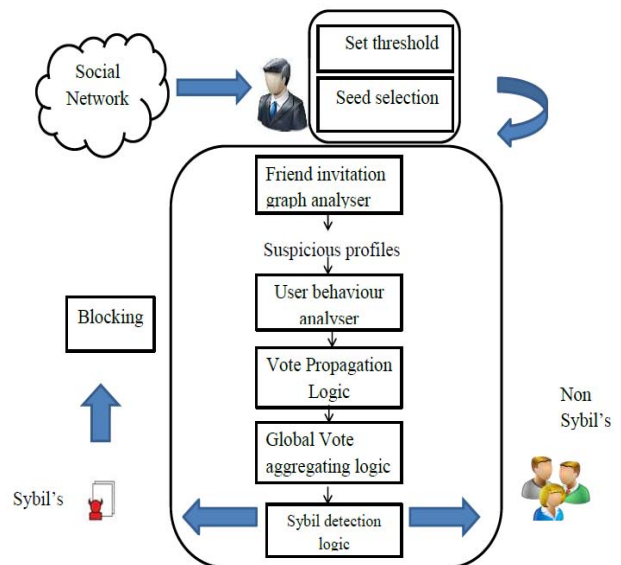 Social
Network
Set threshold
Seed selection
Friend invitation
graph analyser
Suspicious profiles
User behaviour
analyser
Blocking
Vote Propagation
Logic
Non
Sybil's
Global Vote
aggregating logic
Sybil's
Sybil detection
logic